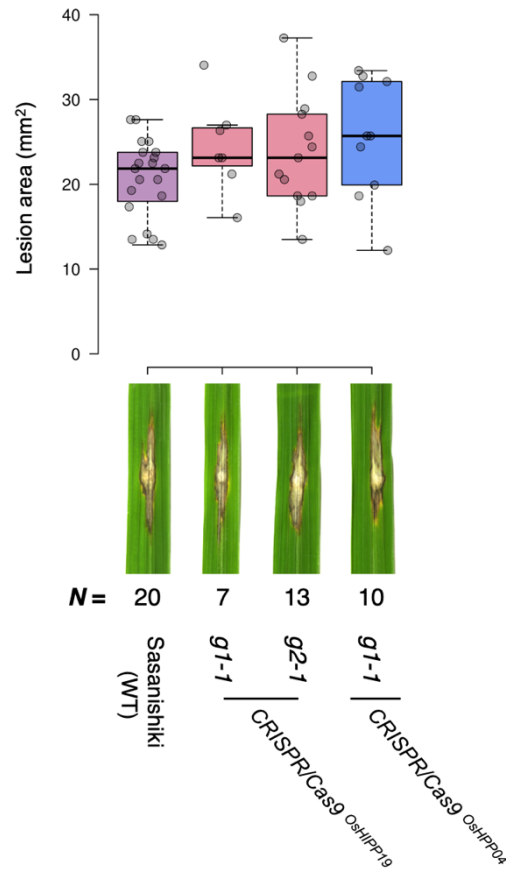 40
30
20
10
0
Lesion area (mm²)
N = 20 7 13 10
Sasanishiki
(WT)
g1-1
g2-1
g1-1
CRISPR/Cas9 OsHIPP19
CRISPR/Cas9 OsHPP04